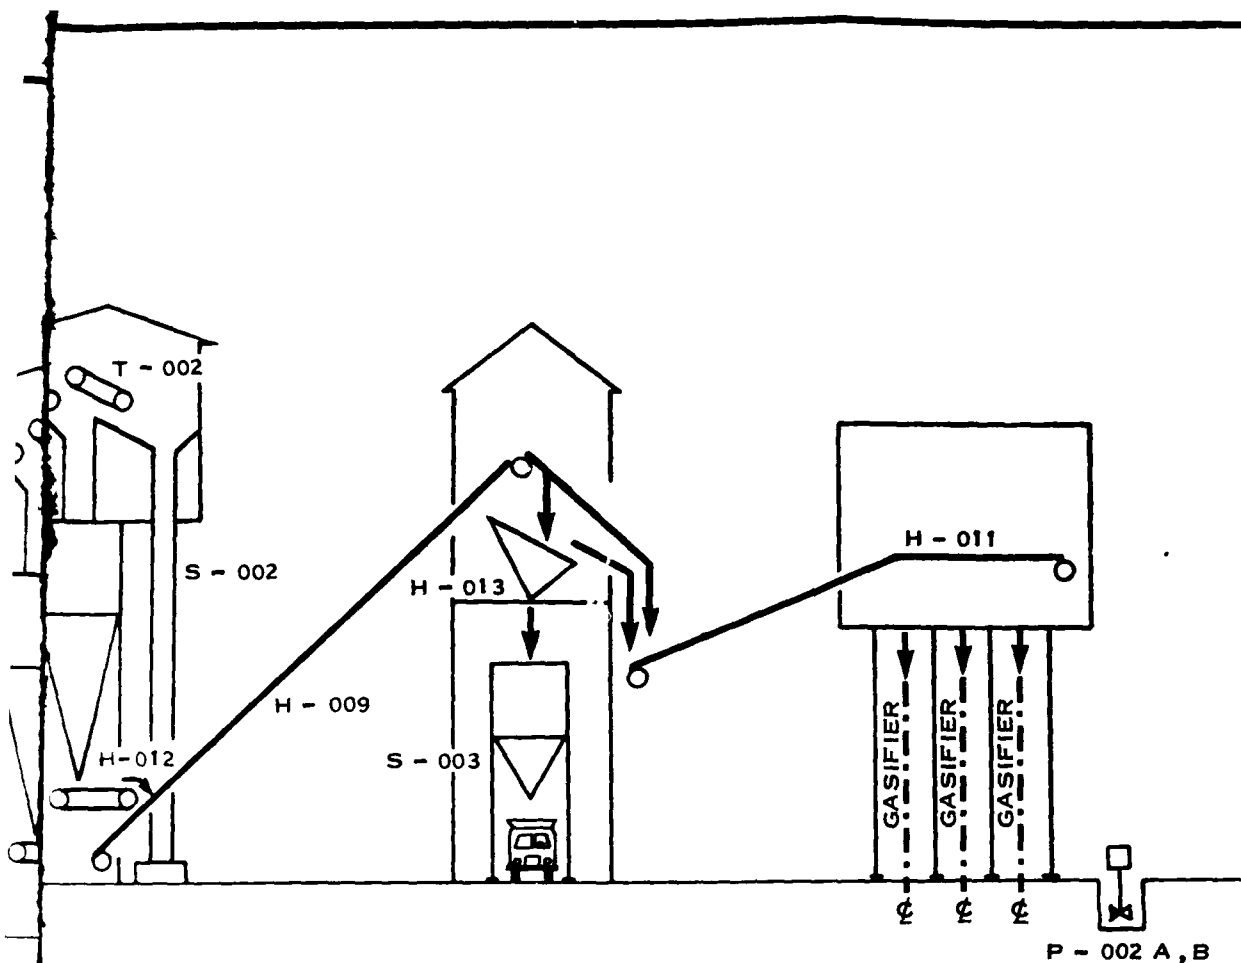 T - 002
H - 011
S - 002
H - 013
H - 009
H-012
S - 003
GASIFIER
GASIFIER
GASIFIER
℄ ℄ ℄
P - 002 A, B